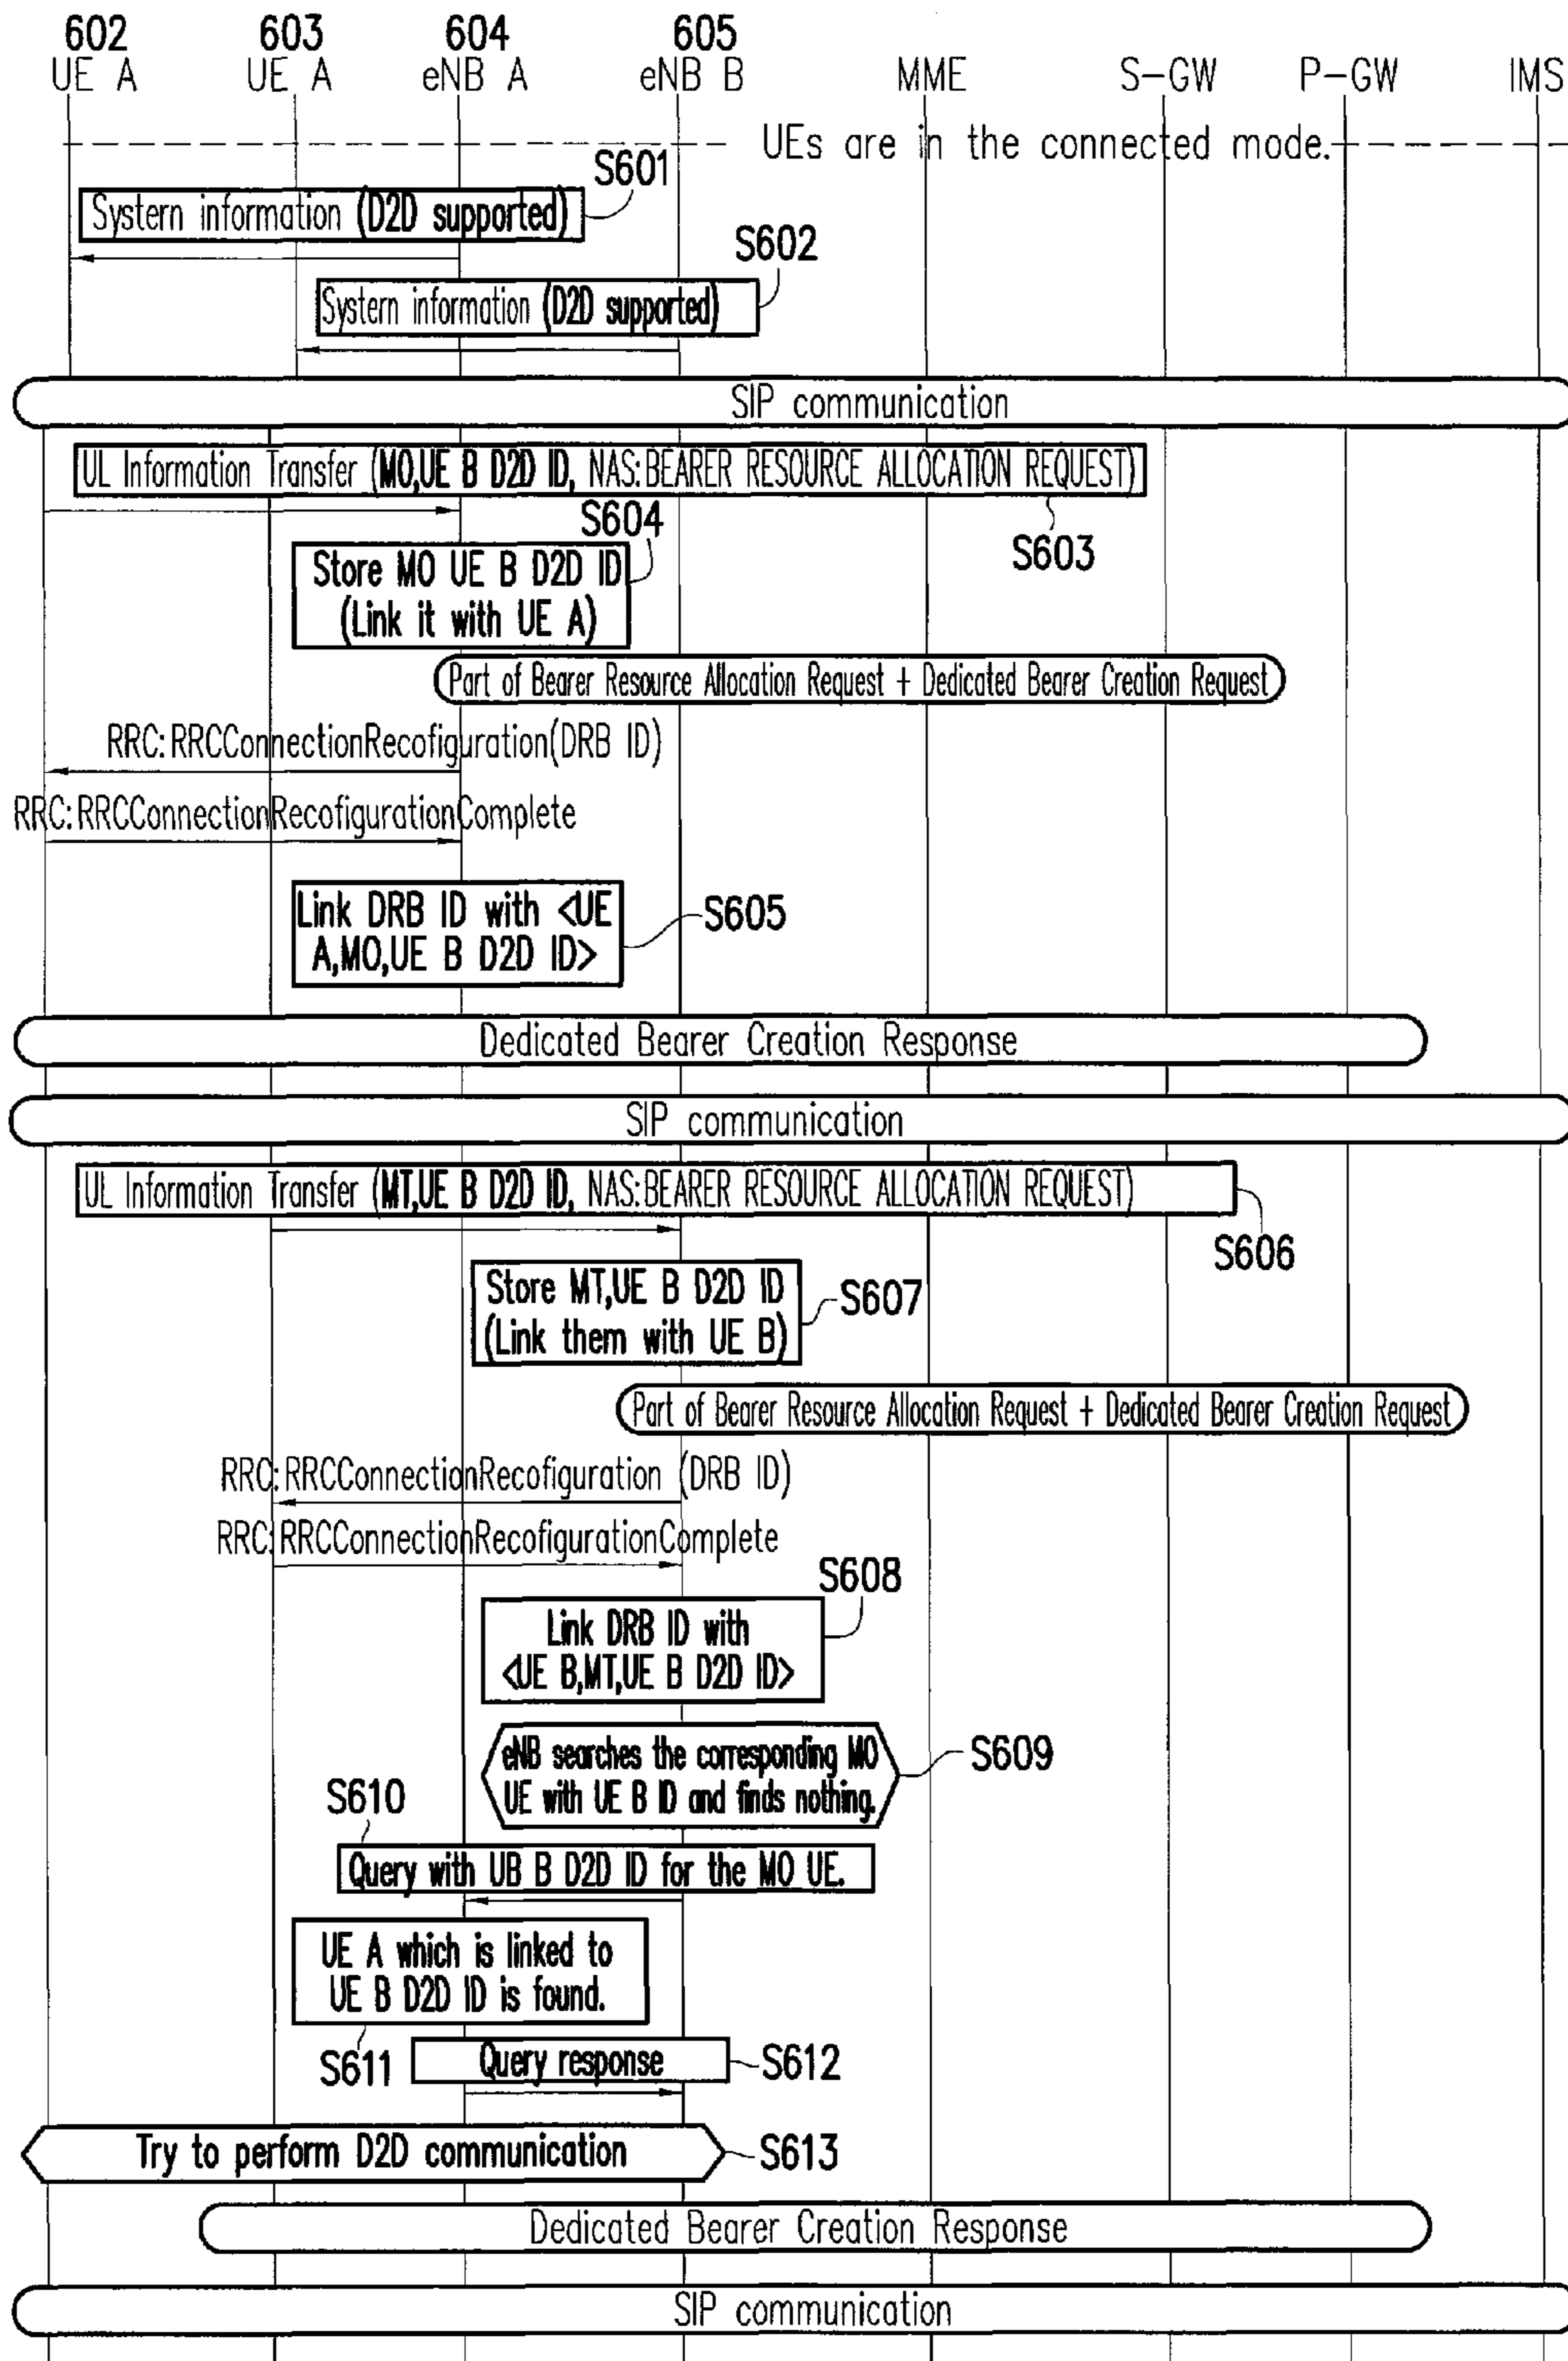 602 603 604 605
UE A UE A eNB A eNB B MME S-GW P-GW IMS
UEs are in the connected mode.
S601
Systern information (D2D supported)
S602
System information (D2D supported)
SIP communication
UL Information Transfer (MO,UE B D2D ID, NAS:BEARER RESOURCE ALLOCATION REQUEST)
S603
S604
Store MO UE B D2D ID
(Link it with UE A)
Part of Bearer Resource Allocation Request + Dedicated Bearer Creation Request
RRC:RRCConnectionRecofiguration(DRB ID)
RRC:RRCConnectionRecofigurationComplete
Link DRB ID with <UE
A,MO,UE B D2D ID>
S605
Dedicated Bearer Creation Response
SIP communication
UL Information Transfer (MT,UE B D2D ID, NAS:BEARER RESOURCE ALLOCATION REQUEST)
S606
Store MT,UE B D2D ID
(Link them with UE B)
S607
Part of Bearer Resource Allocation Request + Dedicated Bearer Creation Request
RRC:RRCConnectionRecofiguration (DRB ID)
RRC:RRCConnectionRecofigurationComplete
S608
Link DRB ID with
<UE B,MT,UE B D2D ID>
eNB searches the corresponding MO
UE with UE B ID and finds nothing.
S609
S610
Query with UB B D2D ID for the MO UE.
UE A which is linked to
UE B D2D ID is found.
S611
Query response
S612
Try to perform D2D communication
S613
Dedicated Bearer Creation Response
SIP communication